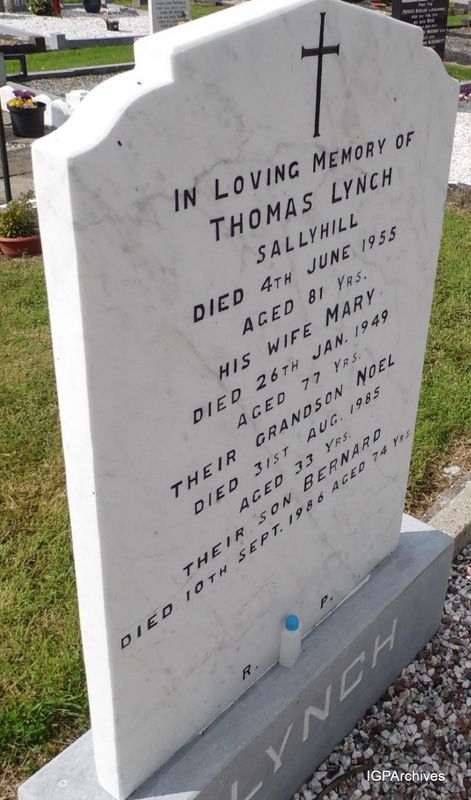 IN LOVING MEMORY OF
THOMAS LYNCH
SALLYHILL
DIED 4TH JUNE 1955
AGED 81 YRS.
HIS WIFE MARY
DIED 26TH JAN. 1949
AGED 77 YRS.
THEIR GRANDSON NOEL
DIED 31ST AUG. 1985
AGED 33 YRS.
THEIR SON BERNARD
DIED 10TH SEPT. 1986 AGED 74 YRS.
R. P.
LYNCH
IGPArchives